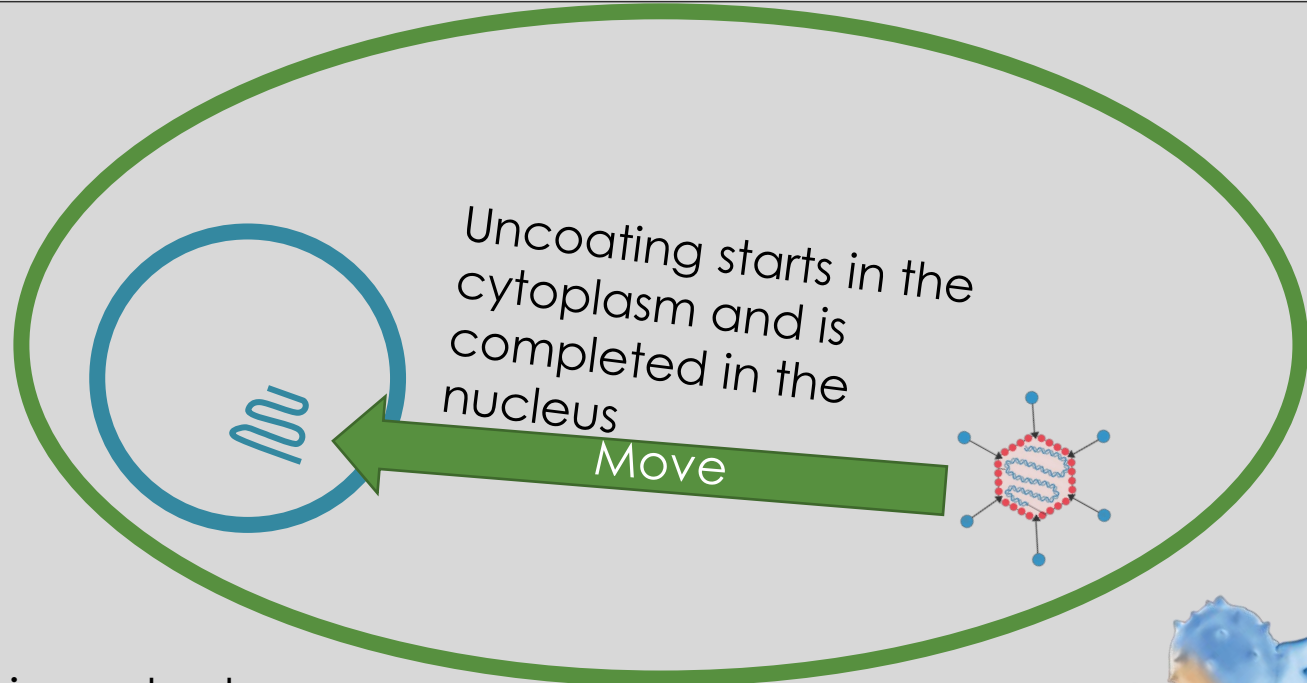 Uncoating starts in the
cytoplasm and is
completed in the
nucleus
Move